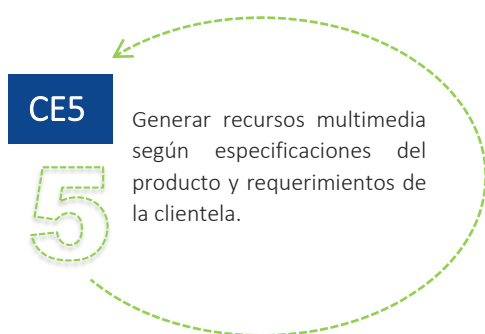 CE5
5
Generar recursos multimedia
según especificaciones del
producto y requerimientos de
la clientela.